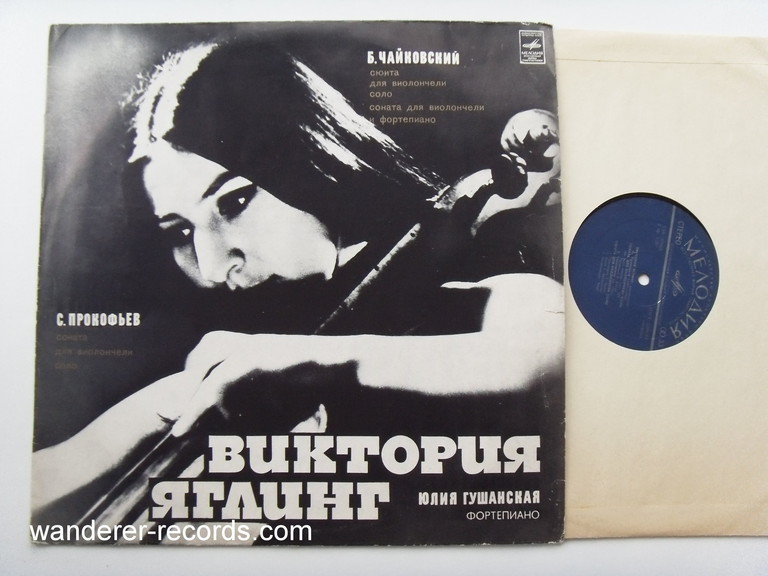 Б. ЧАЙКОВСКИЙ
сюита
для виолончели
соло
соната для виолончели
и фортепиано
МЕЛОДИЯ
С. ПРОКОФЬЕВ
соната
для виолончели
соло
ВИКТОРИЯ
ЯГЛИНГ
ЮЛИЯ ГУШАНСКАЯ
ФОРТЕПИАНО
МЕЛОДИЯ
wanderer-records.com